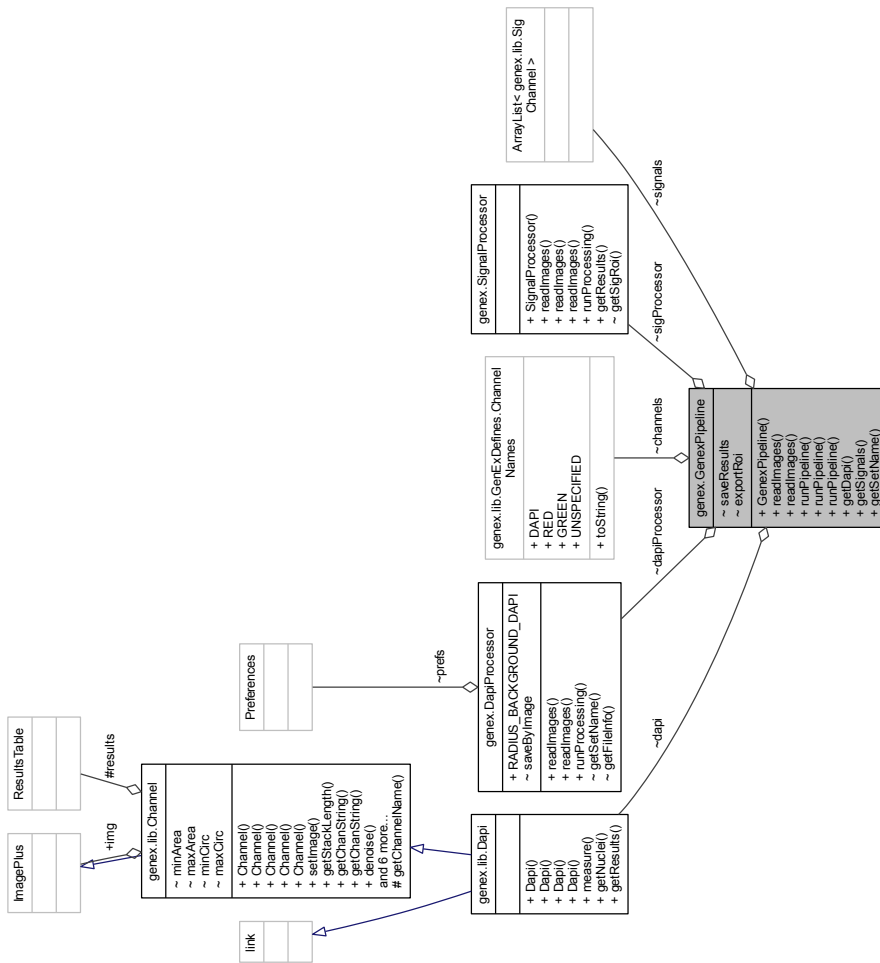 ResultsTable
#results
ImagePlus
+img
genex.lib.Channel
~ minArea
~ maxArea
~ minCirc
~ maxCirc
+ Channel()
+ Channel()
+ Channel()
+ Channel()
+ Channel()
+ setImage()
+ getStackLength()
+ getChanString()
+ getChanString()
+ denoise()
and 6 more...
# getChannelName()
link
Preferences
~prefs
genex.lib.Dapi
+ Dapi()
+ Dapi()
+ Dapi()
+ Dapi()
+ measure()
+ getNuclei()
+ getResults()
~dapi
genex.DapiProcessor
+ RADIUS_BACKGROUND_DAPI
~ saveByImage
+ readImages()
+ readImages()
+ runProcessing()
~ getSetName()
~ getFileInfo()
~dapiProcessor
genex.lib.GenExDefines.Channel
Names
+ DAPI
+ RED
+ GREEN
+ UNSPECIFIED
+ toString()
~channels
genex.SignalProcessor
+ SignalProcessor()
+ readImages()
+ readImages()
+ readImages()
+ runProcessing()
+ getResults()
~ getSigRoi()
~sigProcessor
ArrayList< genex.lib.Sig
Channel >
~signals
genex.GenexPipeline
~ saveResults
~ exportRoi
+ GenexPipeline()
+ readImages()
+ readImages()
+ runPipeline()
+ runPipeline()
+ runPipeline()
+ getDapi()
+ getSignals()
+ getSetName()